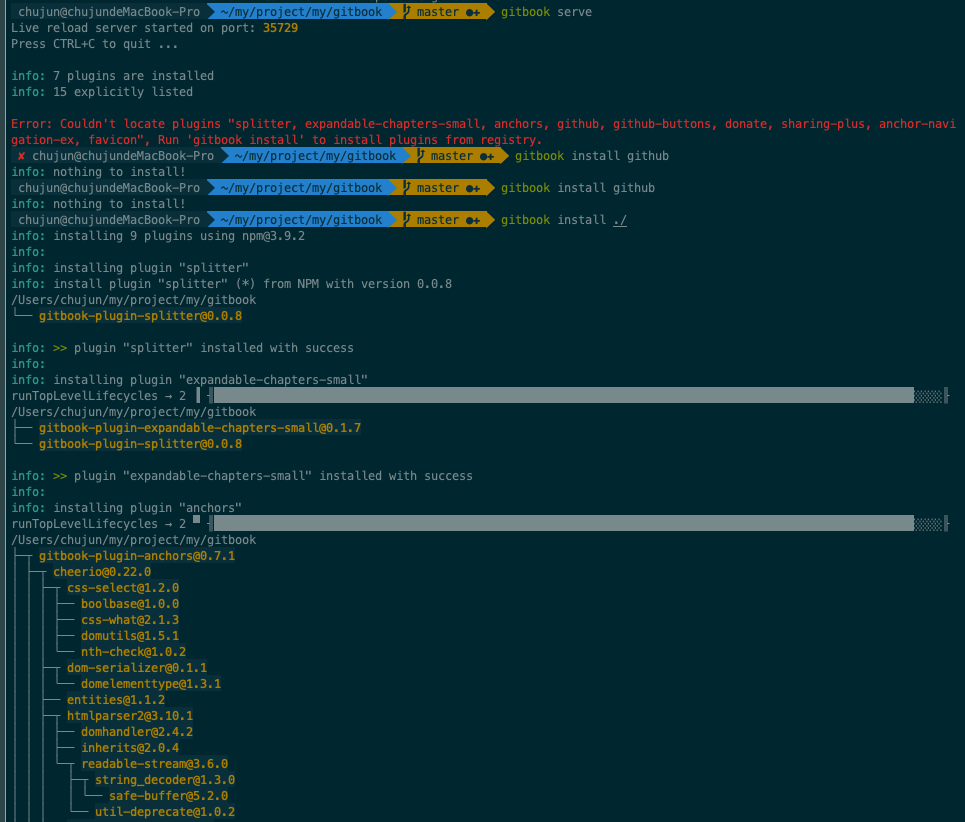 chujun@chujundeMacBook-Pro ~/my/project/my/gitbook master ●+ gitbook serve
Live reload server started on port: 35729
Press CTRL+C to quit ...
info: 7 plugins are installed
info: 15 explicitly listed
Error: Couldn't locate plugins "splitter, expandable-chapters-small, anchors, github, github-buttons, donate, sharing-plus, anchor-navi
gation-ex, favicon", Run 'gitbook install' to install plugins from registry.
✘ chujun@chujundeMacBook-Pro ~/my/project/my/gitbook master ●+ gitbook install github
info: nothing to install!
chujun@chujundeMacBook-Pro ~/my/project/my/gitbook master ●+ gitbook install github
info: nothing to install!
chujun@chujundeMacBook-Pro ~/my/project/my/gitbook master ●+ gitbook install ./
info: installing 9 plugins using npm@3.9.2
info:
info: installing plugin "splitter"
info: install plugin "splitter" (*) from NPM with version 0.0.8
/Users/chujun/my/project/my/gitbook
└── gitbook-plugin-splitter@0.0.8
info: >> plugin "splitter" installed with success
info:
info: installing plugin "expandable-chapters-small"
runTopLevelLifecycles → 2 ▌ ╢██████████████████░░░░╟
/Users/chujun/my/project/my/gitbook
├── gitbook-plugin-expandable-chapters-small@0.1.7
└── gitbook-plugin-splitter@0.0.8
info: >> plugin "expandable-chapters-small" installed with success
info:
info: installing plugin "anchors"
runTopLevelLifecycles → 2 ▀ ╢██████████████████░░░░╟
/Users/chujun/my/project/my/gitbook
├─┬ gitbook-plugin-anchors@0.7.1
│ ├─┬ cheerio@0.22.0
│ │ ├─┬ css-select@1.2.0
│ │ │ ├── boolbase@1.0.0
│ │ │ ├── css-what@2.1.3
│ │ │ ├── domutils@1.5.1
│ │ │ └── nth-check@1.0.2
│ │ ├─┬ dom-serializer@0.1.1
│ │ │ └── domelementtype@1.3.1
│ │ ├── entities@1.1.2
│ │ ├─┬ htmlparser2@3.10.1
│ │ │ ├── domhandler@2.4.2
│ │ │ ├── inherits@2.0.4
│ │ │ └─┬ readable-stream@3.6.0
│ │ │   ├─┬ string_decoder@1.3.0
│ │ │   │ └── safe-buffer@5.2.0
│ │ │   └── util-deprecate@1.0.2